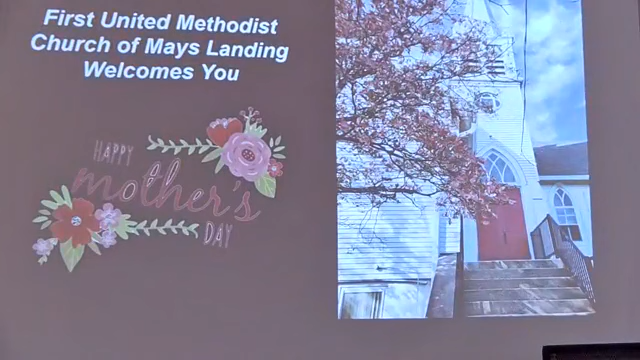 First United Methodist
Church of Mays Landing
Welcomes You
HAPPY
mother's
DAY